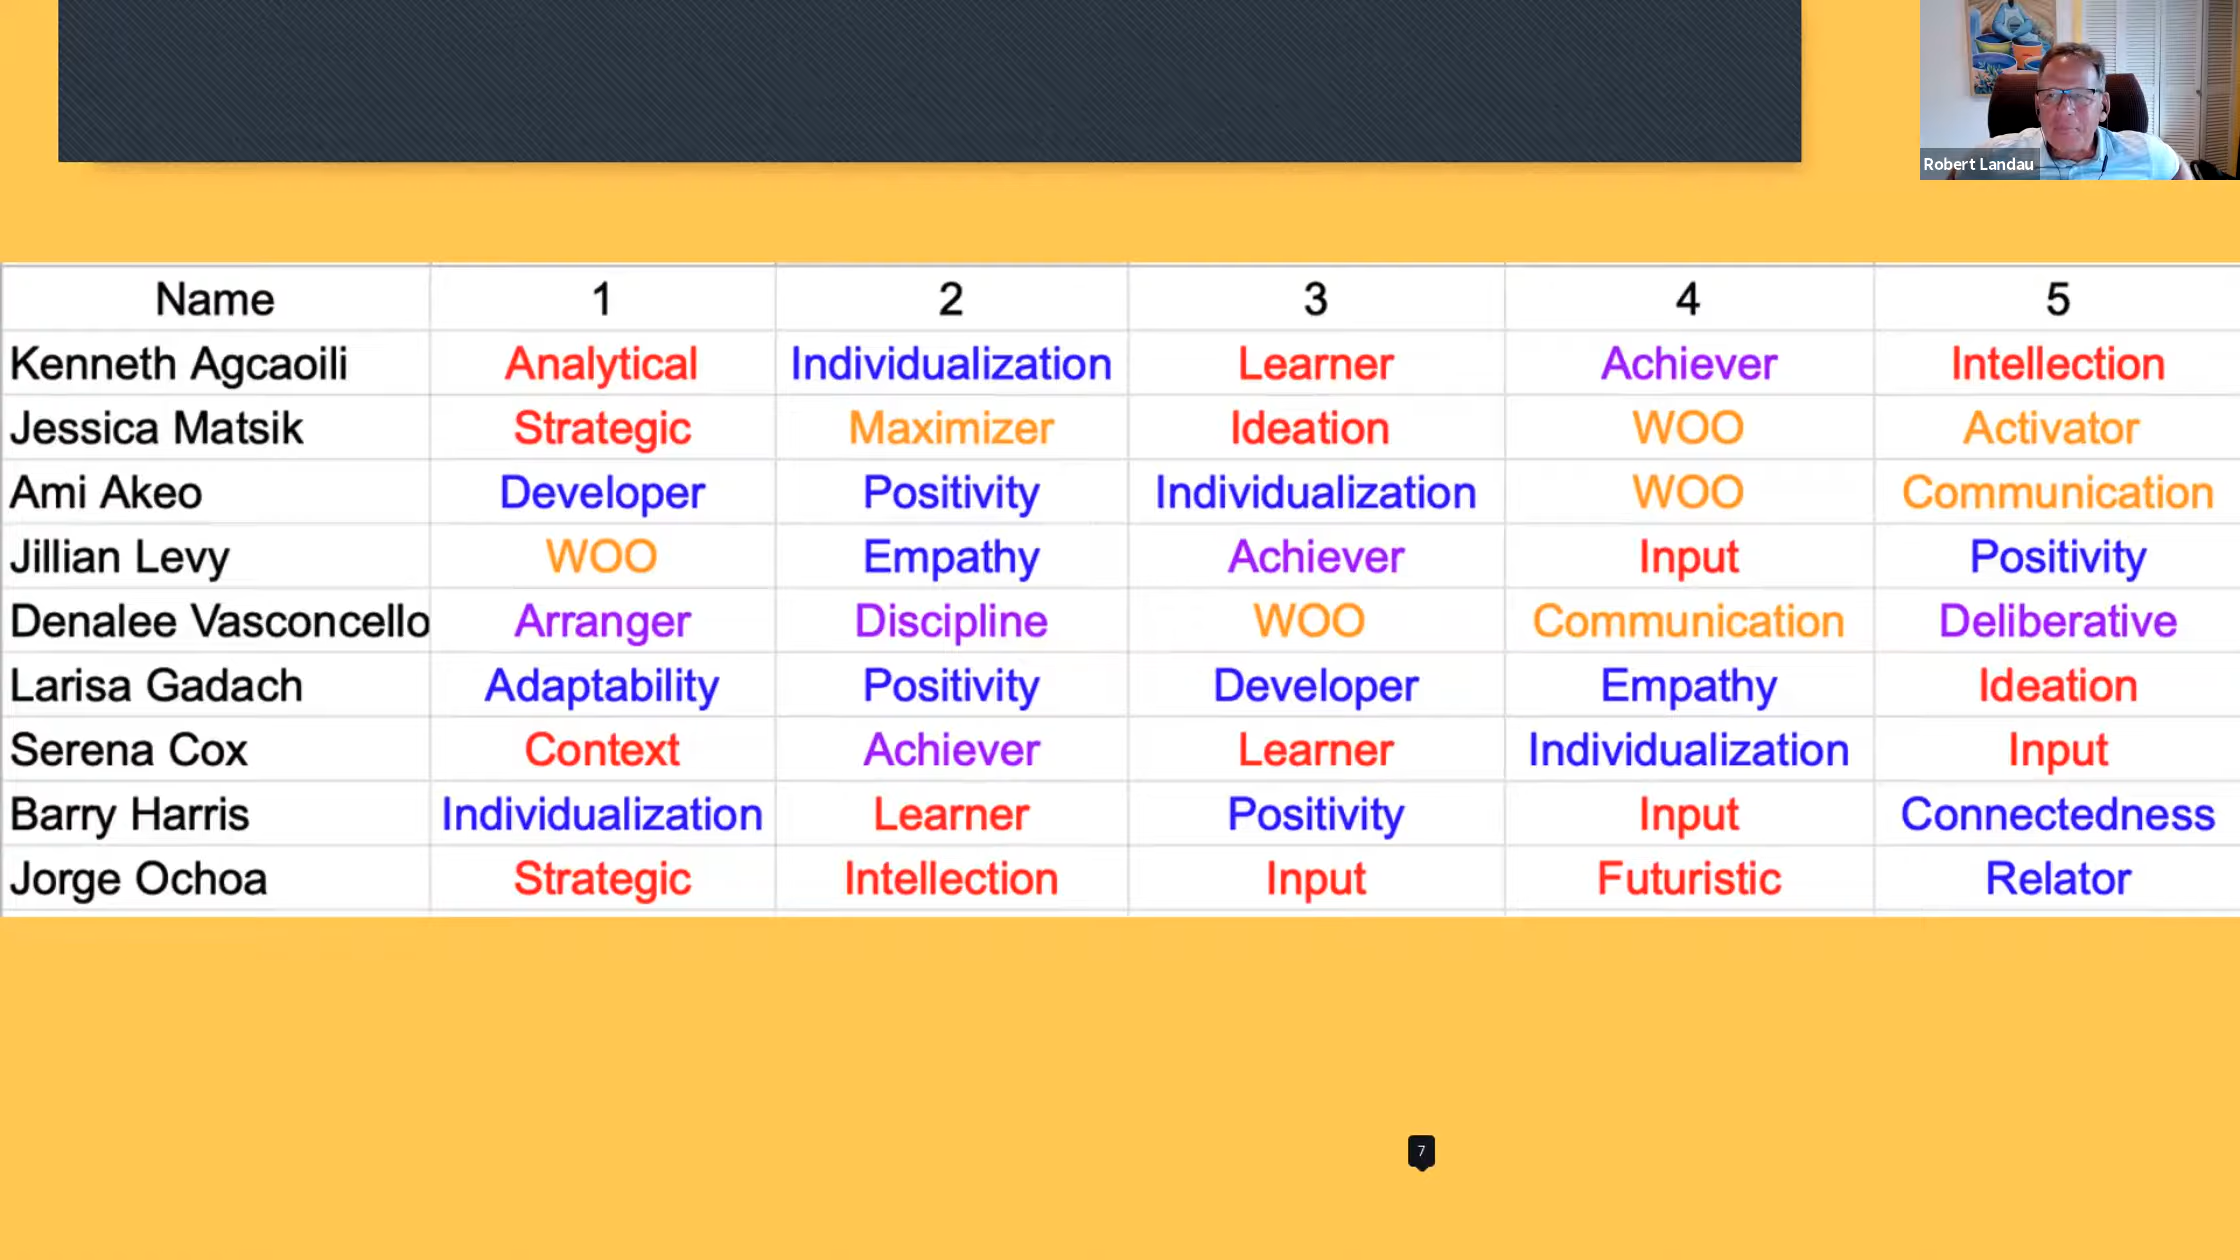 Robert Landau
Name 1 2 3 4 5
Kenneth Agcaoili Analytical Individualization Learner Achiever Intellection
Jessica Matsik Strategic Maximizer Ideation WOO Activator
Ami Akeo Developer Positivity Individualization WOO Communication
Jillian Levy WOO Empathy Achiever Input Positivity
Denalee Vasconcello Arranger Discipline WOO Communication Deliberative
Larisa Gadach Adaptability Positivity Developer Empathy Ideation
Serena Cox Context Achiever Learner Individualization Input
Barry Harris Individualization Learner Positivity Input Connectedness
Jorge Ochoa Strategic Intellection Input Futuristic Relator
7